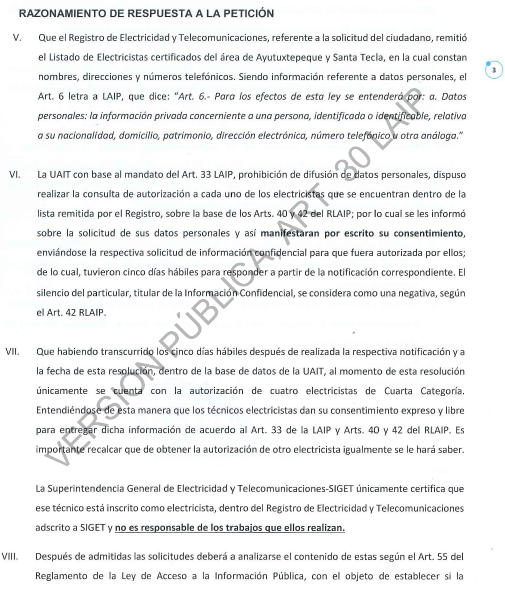 RAZONAMIENTO DE RESPUESTA A LA PETICIÓN
V. Que el Registro de Electricidad y Telecomunicaciones, referente a la solicitud del ciudadano, remitió
el Listado de Electricistas certificados del área de Ayutuxtepeque y Santa Tecla, en la cual constan
nombres, direcciones y números telefónicos. Siendo información referente a datos personales, el
Art. 6 letra a LAIP, que dice: "Art. 6.- Para los efectos de esta ley se entenderá por: a. Datos
personales: la información privada concerniente a una persona, identificada o identificable, relativa
a su nacionalidad, domicilio, patrimonio, dirección electrónica, número telefónico u otra análoga."
3
VI. La UAIT con base al mandato del Art. 33 LAIP, prohibición de difusión de datos personales, dispuso
realizar la consulta de autorización a cada uno de los electricistas que se encuentran dentro de la
lista remitida por el Registro, sobre la base de los Arts. 40 y 42 del RLAIP; por lo cual se les informó
sobre la solicitud de sus datos personales y así manifestaran por escrito su consentimiento,
enviándose la respectiva solicitud de información confidencial para que fuera autorizada por ellos;
de lo cual, tuvieron cinco días hábiles para responder a partir de la notificación correspondiente. El
silencio del particular, titular de la Información Confidencial, se considera como una negativa, según
el Art. 42 RLAIP.
VII. Que habiendo transcurrido los cinco días hábiles después de realizada la respectiva notificación y a
la fecha de esta resolución, dentro de la base de datos de la UAIT, al momento de esta resolución
únicamente se cuenta con la autorización de cuatro electricistas de Cuarta Categoría.
Entendiéndose de esta manera que los técnicos electricistas dan su consentimiento expreso y libre
para entregar dicha información de acuerdo al Art. 33 de la LAIP y Arts. 40 y 42 del RLAIP. Es
importante recalcar que de obtener la autorización de otro electricista igualmente se le hará saber.
La Superintendencia General de Electricidad y Telecomunicaciones-SIGET únicamente certifica que
ese técnico está inscrito como electricista, dentro del Registro de Electricidad y Telecomunicaciones
adscrito a SIGET y no es responsable de los trabajos que ellos realizan.
VIII. Después de admitidas las solicitudes deberá a analizarse el contenido de estas según el Art. 55 del
Reglamento de la Ley de Acceso a la Información Pública, con el objeto de establecer si la
VERSIÓN PÚBLICA, ART. 30 LAIP